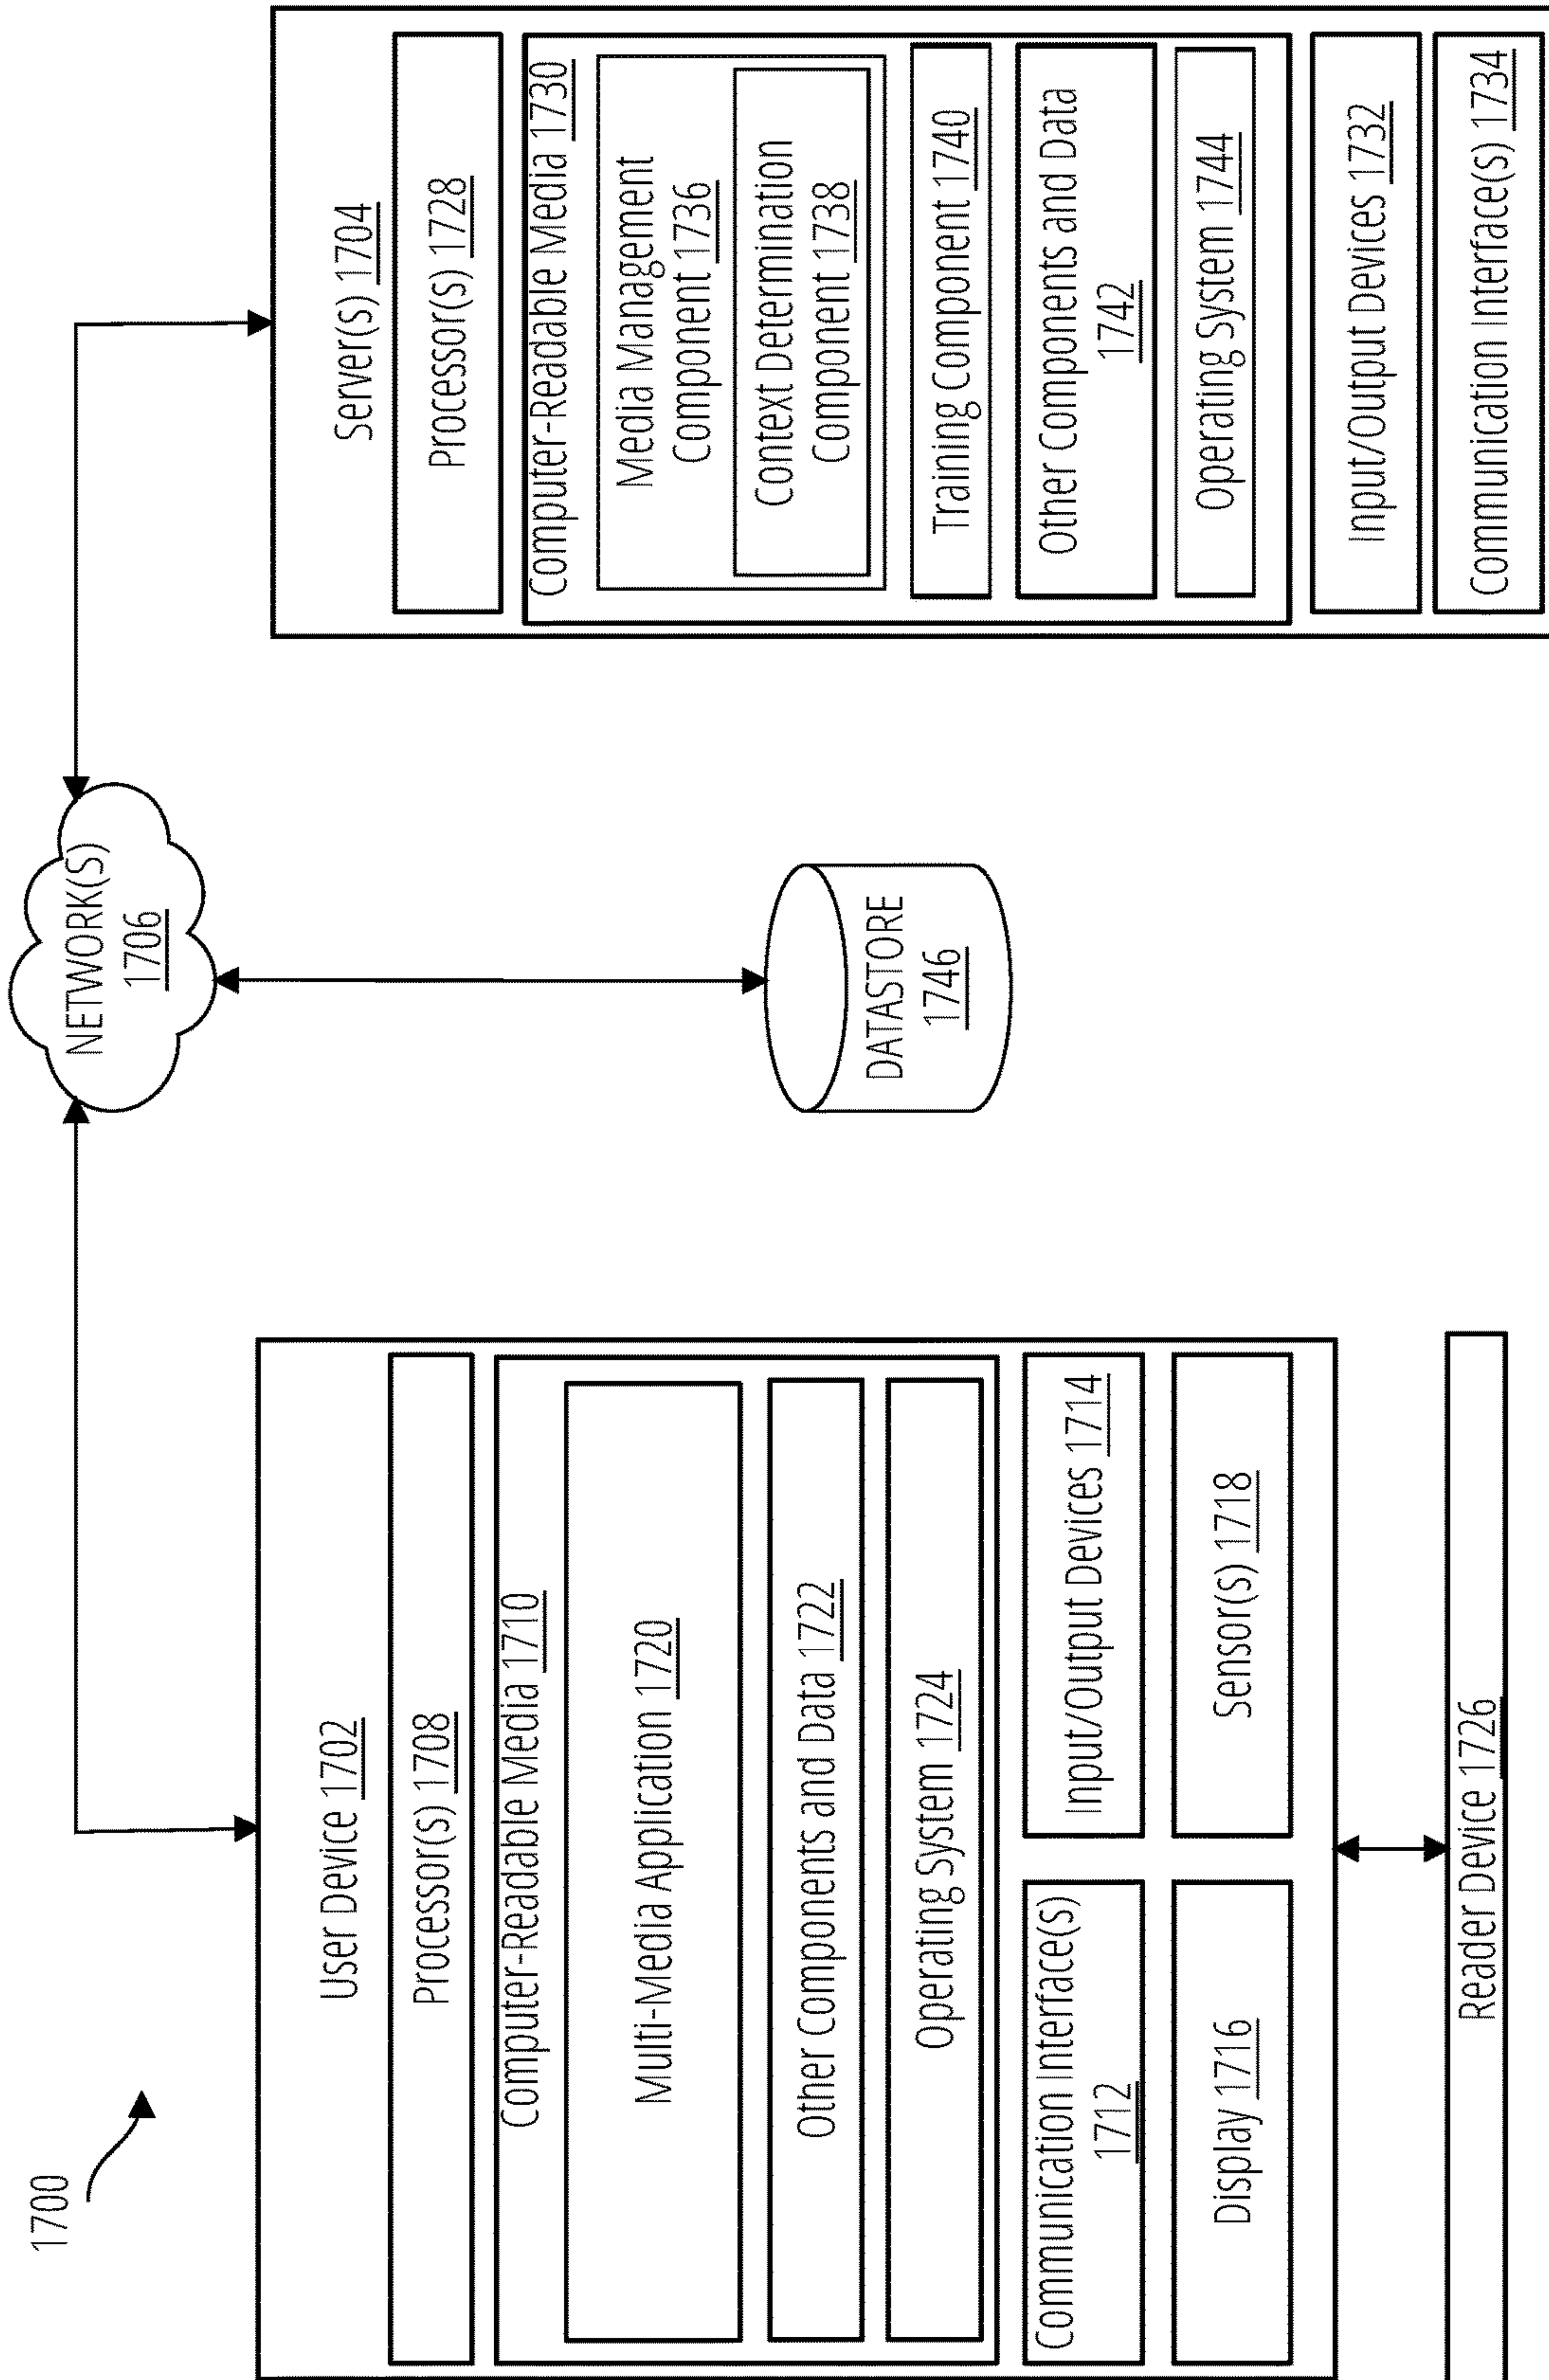 1700
NETWORK(S)
1706
User Device 1702
Processor(s) 1708
Computer-Readable Media 1710
Multi-Media Application 1720
Other Components and Data 1722
Operating System 1724
Communication Interface(s)
1712
Input/Output Devices 1714
Display 1716
Sensor(s) 1718
Reader Device 1726
DATASTORE
1746
Server(s) 1704
Processor(s) 1728
Computer-Readable Media 1730
Media Management
Component 1736
Context Determination
Component 1738
Training Component 1740
Other Components and Data
1742
Operating System 1744
Input/Output Devices 1732
Communication Interface(s) 1734